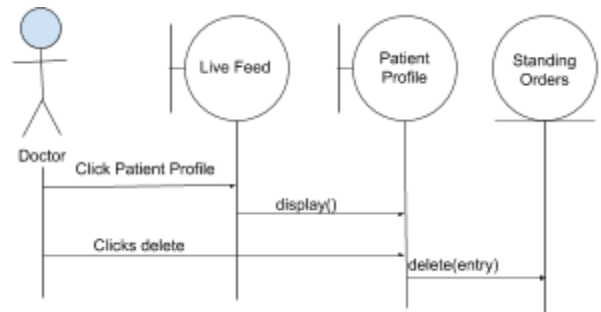 Live Feed
Patient
Profile
Standing
Orders
Doctor
Click Patient Profile
display()
Clicks delete
delete(entry)